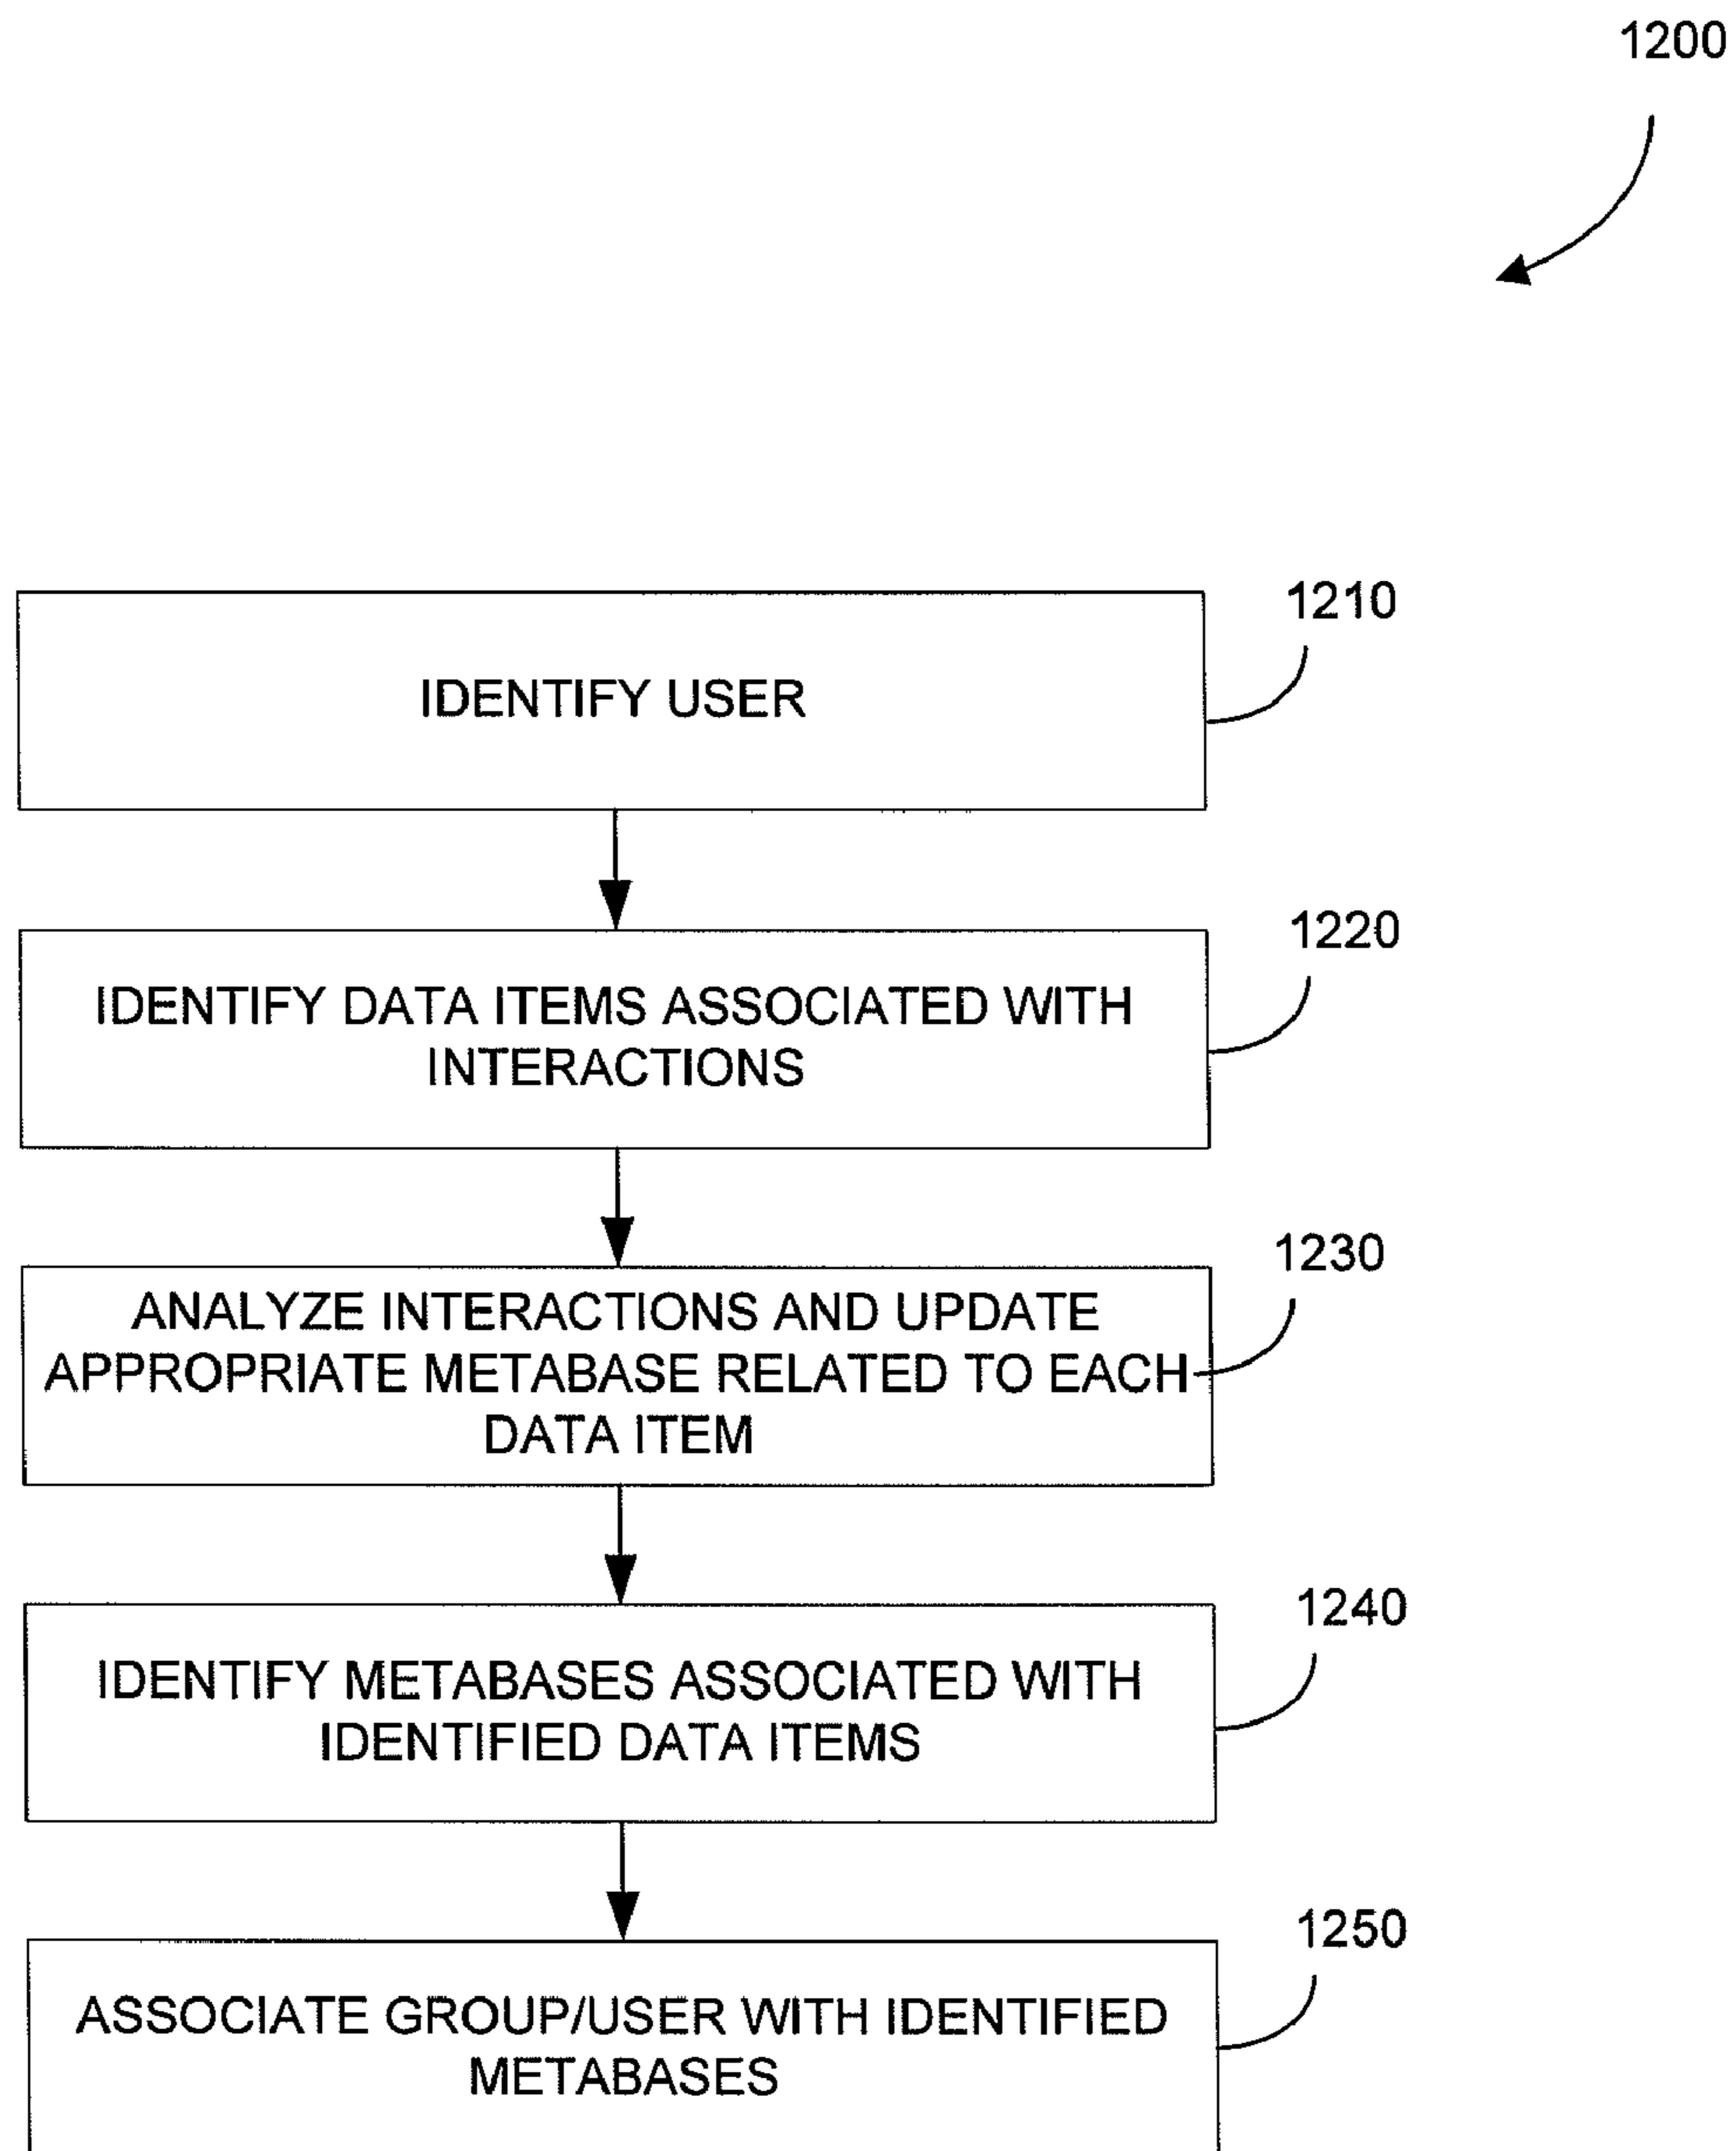 1200
1210
IDENTIFY USER
1220
IDENTIFY DATA ITEMS ASSOCIATED WITH
INTERACTIONS
1230
ANALYZE INTERACTIONS AND UPDATE
APPROPRIATE METABASE RELATED TO EACH
DATA ITEM
1240
IDENTIFY METABASES ASSOCIATED WITH
IDENTIFIED DATA ITEMS
1250
ASSOCIATE GROUP/USER WITH IDENTIFIED
METABASES